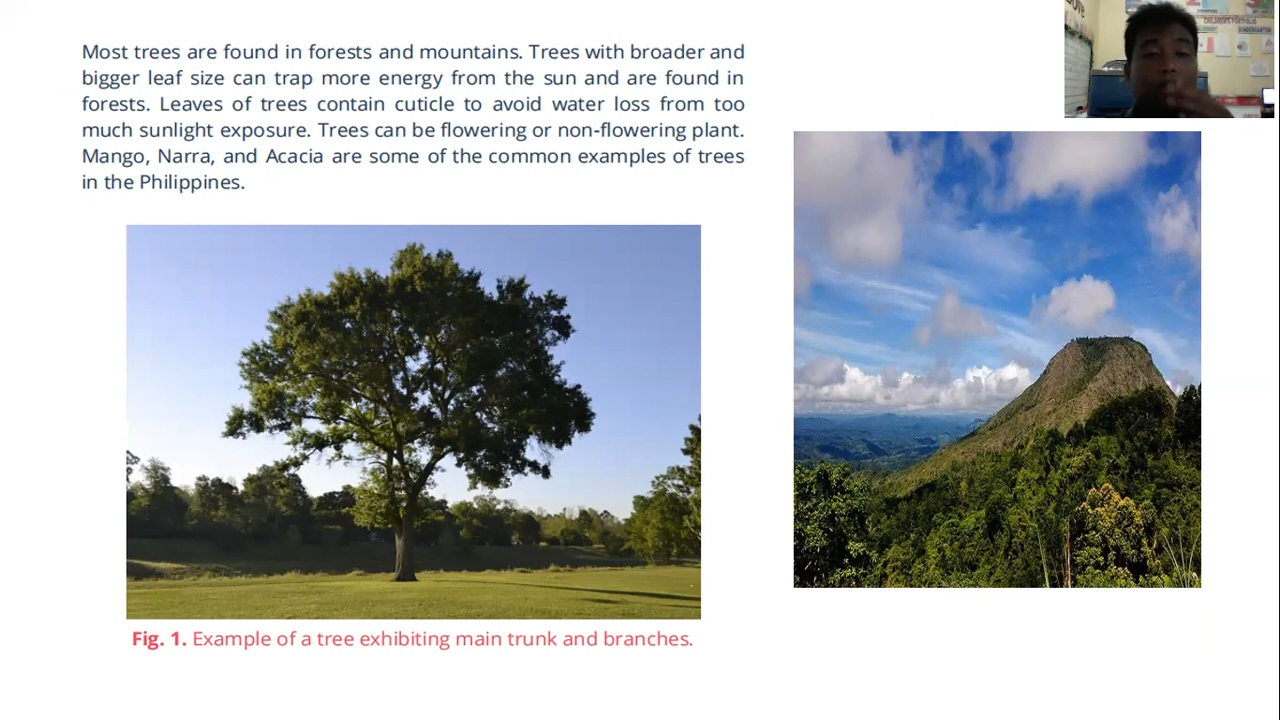 Most trees are found in forests and mountains. Trees with broader and
bigger leaf size can trap more energy from the sun and are found in
forests. Leaves of trees contain cuticle to avoid water loss from too
much sunlight exposure. Trees can be flowering or non-flowering plant.
Mango, Narra, and Acacia are some of the common examples of trees
in the Philippines.
Fig. 1. Example of a tree exhibiting main trunk and branches.
CHILDREN'S PORTFOLIO
KINDERGARTEN